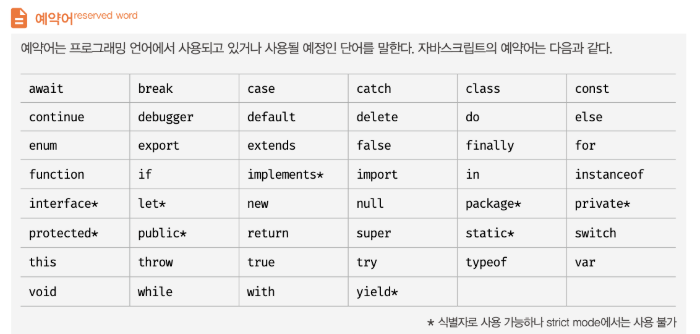 예약어reserved word
예약어는 프로그래밍 언어에서 사용되고 있거나 사용될 예정인 단어를 말한다. 자바스크립트의 예약어는 다음과 같다.
await break case catch class const
continue debugger default delete do else
enum export extends false finally for
function if implements* import in instanceof
interface* let* new null package* private*
protected* public* return super static* switch
this throw true try typeof var
void while with yield*
* 식별자로 사용 가능하나 strict mode에서는 사용 불가